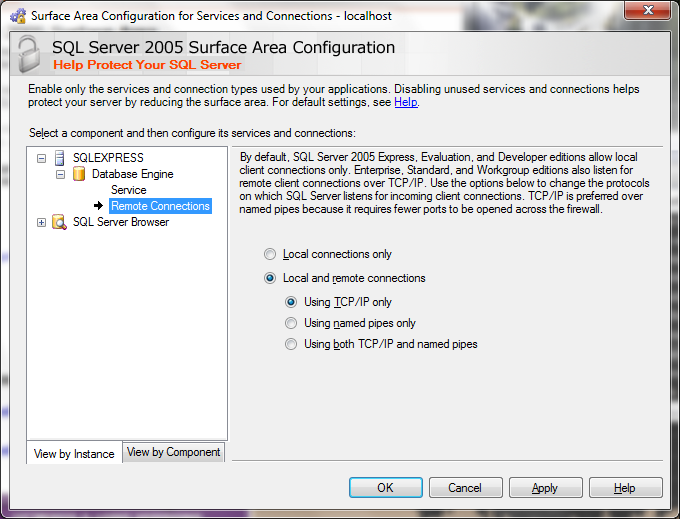 Surface Area Configuration for Services and Connections - localhost
SQL Server 2005 Surface Area Configuration
Help Protect Your SQL Server
Enable only the services and connection types used by your applications. Disabling unused services and connections helps
protect your server by reducing the surface area. For default settings, see Help.
Select a component and then configure its services and connections:
SQLEXPRESS
Database Engine
Service
Remote Connections
SQL Server Browser
View by Instance
View by Component
By default, SQL Server 2005 Express, Evaluation, and Developer editions allow local
client connections only. Enterprise, Standard, and Workgroup editions also listen for
remote client connections over TCP/IP. Use the options below to change the protocols
on which SQL Server listens for incoming client connections. TCP/IP is preferred over
named pipes because it requires fewer ports to be opened across the firewall.
Local connections only
Local and remote connections
Using TCP/IP only
Using named pipes only
Using both TCP/IP and named pipes
OK
Cancel
Apply
Help